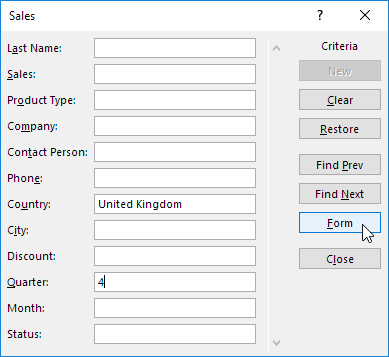 Sales ?
Last Name: Criteria
Sales: New
Product Type: Clear
Company: Restore
Contact Person: Find Prev
Phone: Find Next
Country: United Kingdom
City: Form
Discount: Close
Quarter: 4
Month:
Status: